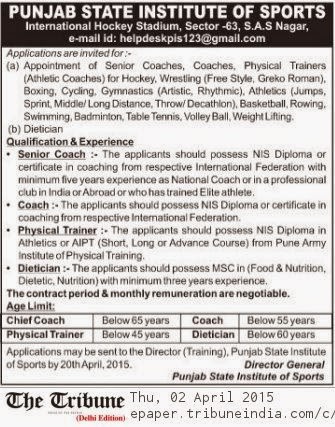 PUNJAB STATE INSTITUTE OF SPORTS
International Hockey Stadium, Sector -63, S.A.S Nagar,
e-mail id: helpdeskpis123@gmail.com
Applications are invited for :-
(a) Appointment of Senior Coaches, Coaches, Physical Trainers
(Athletic Coaches) for Hockey, Wrestling (Free Style, Greko Roman),
Boxing, Cycling, Gymnastics (Artistic, Rhythmic), Athletics (Jumps,
Sprint, Middle/ Long Distance, Throw/ Decathlon), Basketball, Rowing,
Swimming, Badminton, Table Tennis, Volley Ball, Weight Lifting.
(b) Dietician
Qualification & Experience
• Senior Coach :- The applicants should possess NIS Diploma or
certificate in coaching from respective International Federation with
minimum five years experience as National Coach or in a professional
club in India or Abroad or who has trained Elite athlete.
• Coach :- The applicants should possess NIS Diploma or certificate in
coaching from respective International Federation.
• Physical Trainer :- The applicants should possess NIS Diploma in
Athletics or AIPT (Short, Long or Advance Course) from Pune Army
Institute of Physical Training.
• Dietician :- The applicants should possess MSC in (Food & Nutrition,
Dietetic, Nutrition) with minimum three years experience.
The contract period & monthly remuneration are negotiable.
Age Limit:
Chief Coach Below 65 years Coach Below 55 years
Physical Trainer Below 45 years Dietician Below 60 years
Applications may be sent to the Director (Training), Punjab State Institute
of Sports by 20th April, 2015. Director General
Punjab State Institute of Sports
The Tribune Thu, 02 April 2015
(Delhi Edition) epaper.tribuneindia.com/c/